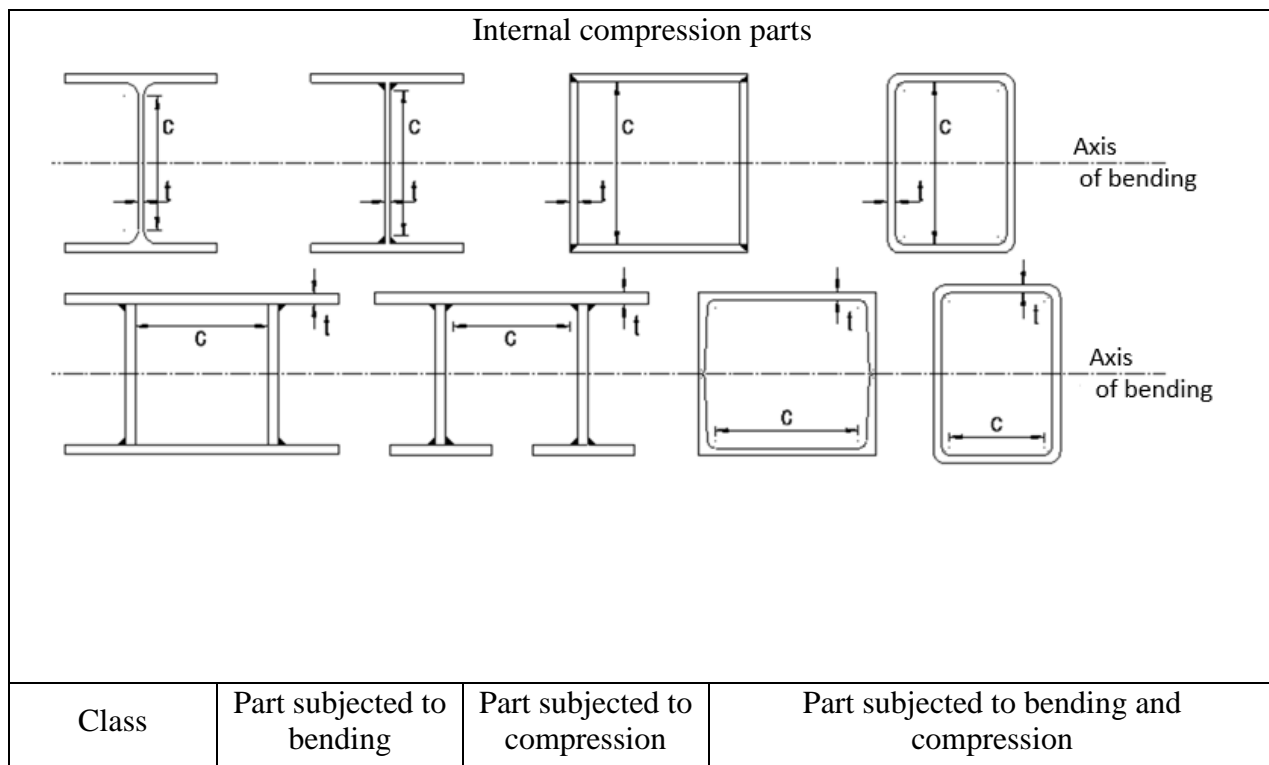 Internal compression parts
c c c c
t t t t
Axis
of bending
t t t t
c c c c
Axis
of bending
Class
Part subjected to
bending
Part subjected to
compression
Part subjected to bending and
compression